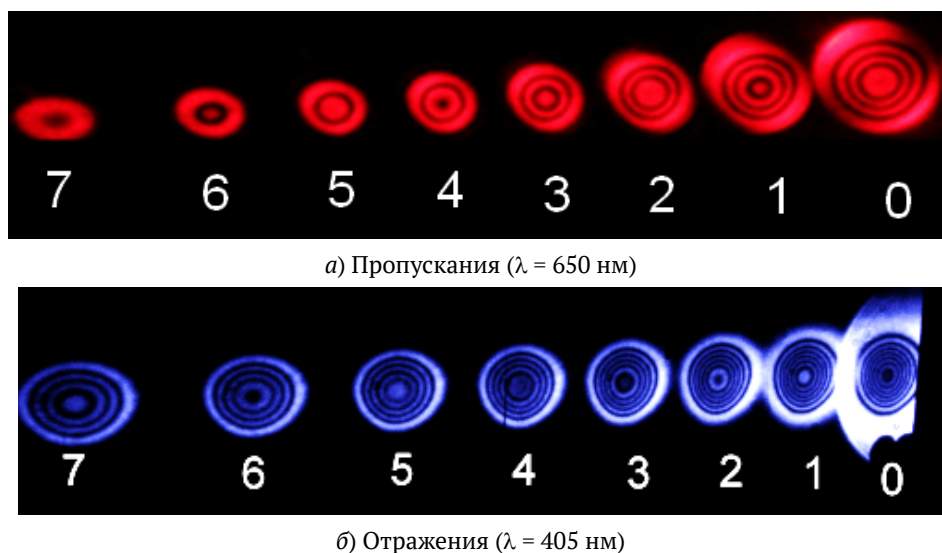 7 6 5 4 3 2 1 0
а) Пропускания (λ = 650 нм)
7 6 5 4 3 2 1 0
б) Отражения (λ = 405 нм)